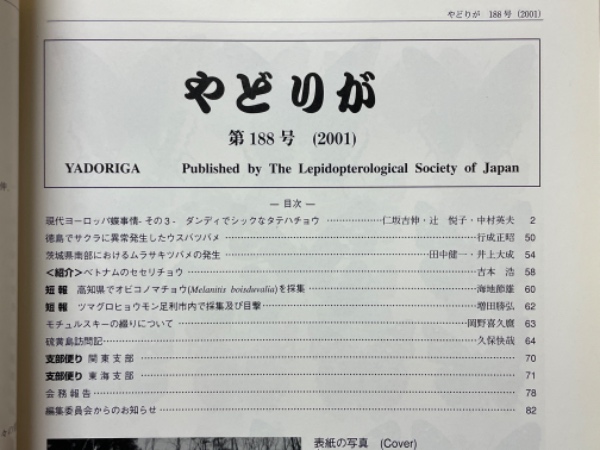 やどりが 188号 (2001)
やどりが
第188号 (2001)
YADORIGA Published by The Lepidopterological Society of Japan
― 目次 ―
現代ヨーロッパ蝶事情-その3- ダンディでシックなタテハチョウ ………………仁坂吉伸・辻 悦子・中村英夫 2
徳島でサクラに異常発生したウスバツバメ ………………行成正昭 50
茨城県南部におけるムラサキツバメの発生 ………………田中健一・井上大成 54
<紹介>ベトナムのセセリチョウ ………………古本 浩 58
短 報 高知県でオビコノマチョウ(Melanitis boisduvalia)を採集 ………………海地節雄 60
短 報 ツマグロヒョウモン足利市内で採集及び目撃 ………………増田勝弘 62
モチュルスキーの綴りについて ………………岡野喜久麿 63
硫黄島訪問記 ………………久保快哉 64
支部便り 関東支部 ………………70
支部便り 東海支部 ………………71
会務報告 ………………78
編集委員会からのお知らせ ………………82
表紙の写真 (Cover)